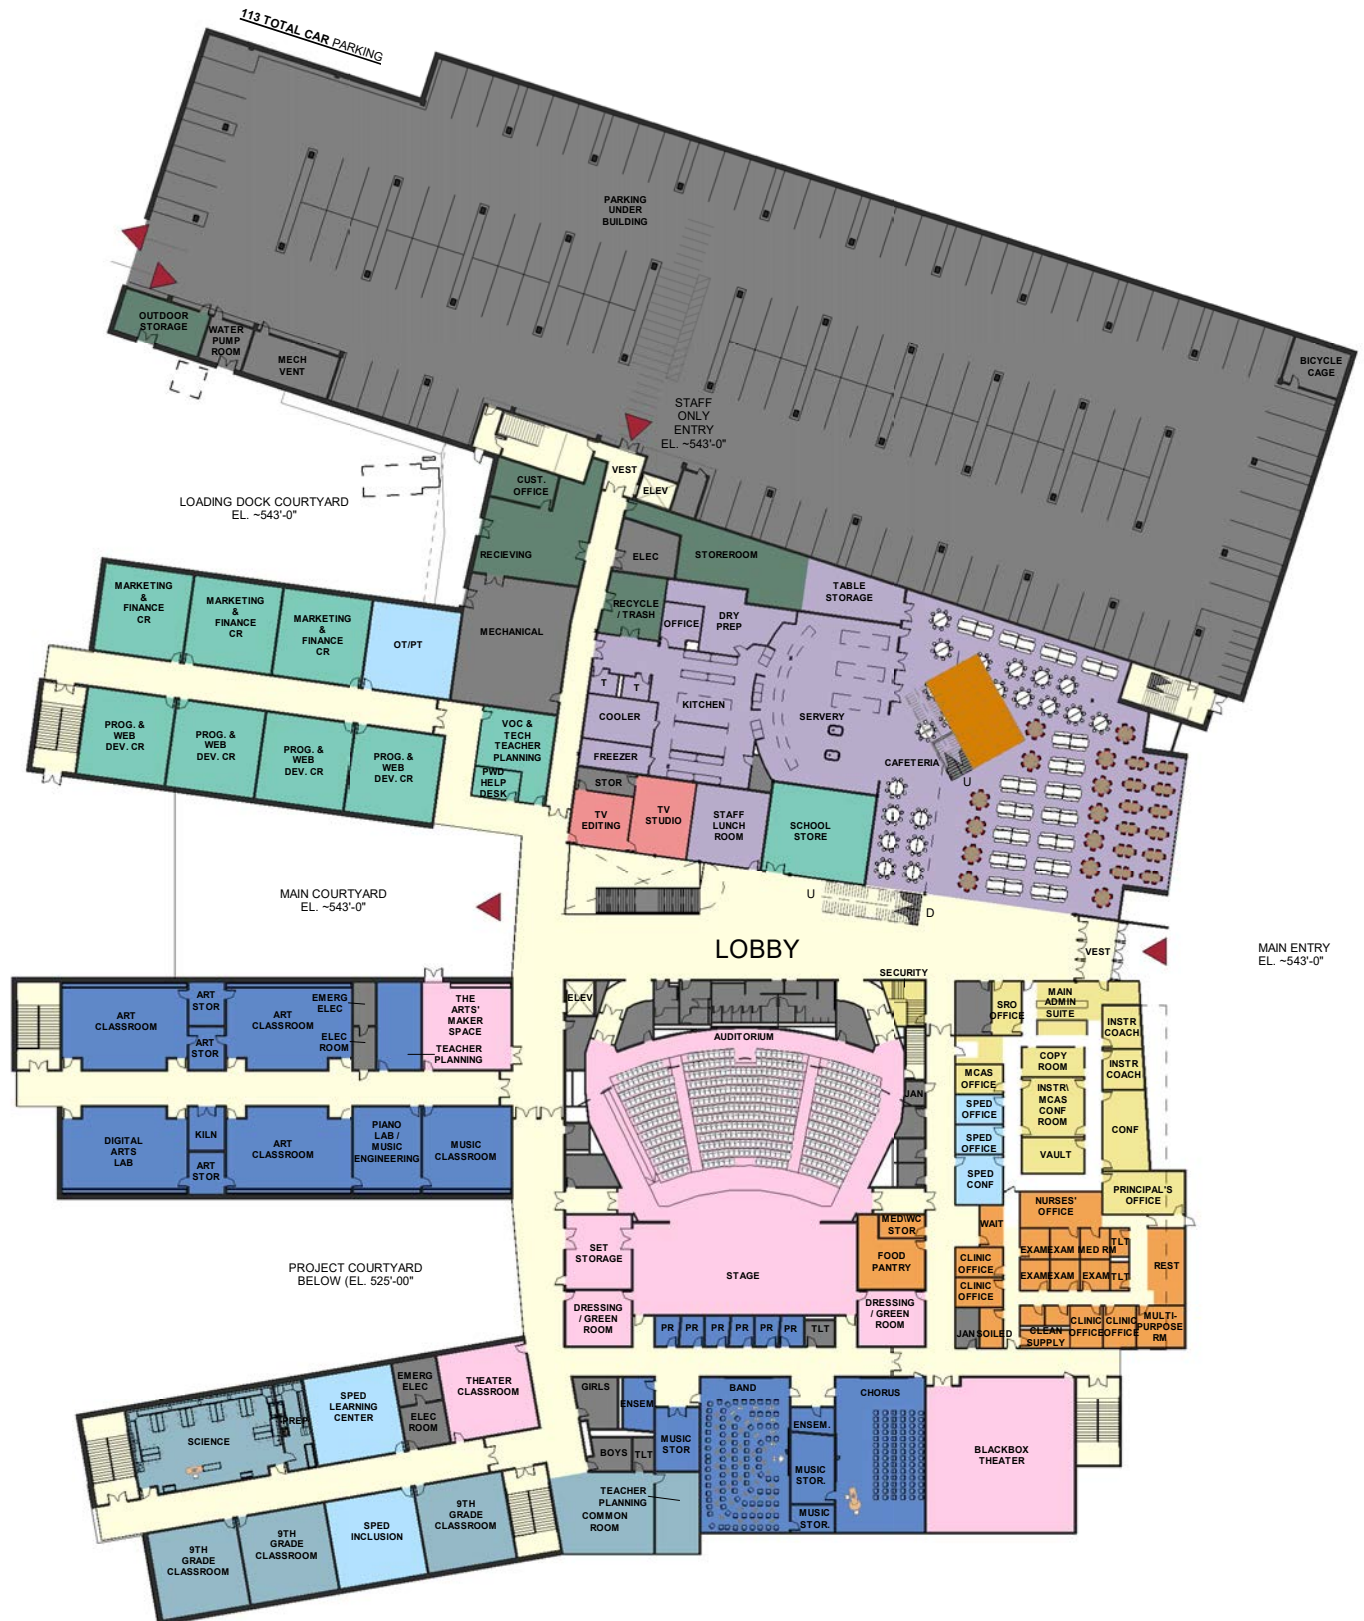 113 TOTAL CAR PARKING
PARKING
UNDER
BUILDING
OUTDOOR
STORAGE
WATER
PUMP
ROOM
MECH
VENT
BICYCLE
CAGE
STAFF
ONLY
ENTRY
EL. ~543'-0"
VEST
ELEV
CUST.
OFFICE
LOADING DOCK COURTYARD
EL. ~543'-0"
RECIEVING
ELEC
STOREROOM
TABLE
STORAGE
RECYCLE
/ TRASH
OFFICE
DRY
PREP
MARKETING
&
FINANCE
CR
MARKETING
&
FINANCE
CR
MARKETING
&
FINANCE
CR
OT/PT
MECHANICAL
T
T
COOLER
KITCHEN
SERVERY
FREEZER
CAFETERIA
U
PROG. &
WEB
DEV. CR
PROG. &
WEB
DEV. CR
PROG. &
WEB
DEV. CR
PROG. &
WEB
DEV. CR
VOC &
TECH
TEACHER
PLANNING
PWD
HELP
DESK
STOR
TV
EDITING
TV
STUDIO
STAFF
LUNCH
ROOM
SCHOOL
STORE
MAIN COURTYARD
EL. ~543'-0"
U
D
LOBBY
VEST
MAIN ENTRY
EL. ~543'-0"
SECURITY
ELEV
ART
CLASSROOM
ART
STOR
ART
STOR
ART
CLASSROOM
EMERG
ELEC
ELEC
ROOM
TEACHER
PLANNING
THE
ARTS'
MAKER
SPACE
AUDITORIUM
SRO
OFFICE
MAIN
ADMIN
SUITE
INSTR
COACH
COPY
ROOM
INSTR
COACH
MCAS
OFFICE
INSTR\
MCAS
CONF
ROOM
JAN
SPED
OFFICE
SPED
OFFICE
CONF
VAULT
SPED
CONF
PRINCIPAL'S
OFFICE
DIGITAL
ARTS
LAB
KILN
ART
STOR
ART
CLASSROOM
PIANO
LAB /
MUSIC
ENGINEERING
MUSIC
CLASSROOM
NURSES'
OFFICE
WAIT
MED\WC
STOR
FOOD
PANTRY
SET
STORAGE
STAGE
CLINIC
OFFICE
CLINIC
OFFICE
EXAM
EXAM
MED RM
TLT
EXAM
EXAM
EXAM
TLT
REST
PROJECT COURTYARD
BELOW (EL. 525'-00"
DRESSING
/ GREEN
ROOM
DRESSING
/ GREEN
ROOM
PR
PR
PR
PR
PR
PR
TLT
JAN
SOILED
CLEAN
SUPPLY
CLINIC
OFFICE
CLINIC
OFFICE
MULTI-
PURPOSE
RM
SCIENCE
PREP
SPED
LEARNING
CENTER
EMERG
ELEC
ELEC
ROOM
THEATER
CLASSROOM
GIRLS
ENSEM
BAND
CHORUS
MUSIC
STOR
ENSEM.
BOYS
TLT
MUSIC
STOR.
MUSIC
STOR.
BLACKBOX
THEATER
TEACHER
PLANNING
COMMON
ROOM
9TH
GRADE
CLASSROOM
9TH
GRADE
CLASSROOM
SPED
INCLUSION
9TH
GRADE
CLASSROOM